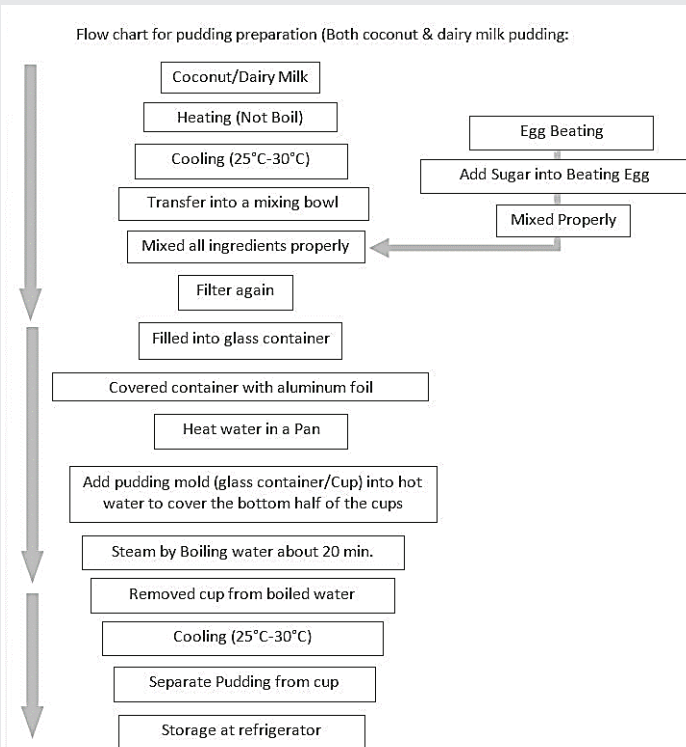 Flow chart for pudding preparation (Both coconut & dairy milk pudding:
Coconut/Dairy Milk
Heating (Not Boil)
Cooling (25°C-30°C)
Transfer into a mixing bowl
Egg Beating
Add Sugar into Beating Egg
Mixed Properly
Mixed all ingredients properly
Filter again
Filled into glass container
Covered container with aluminum foil
Heat water in a Pan
Add pudding mold (glass container/Cup) into hot
water to cover the bottom half of the cups
Steam by Boiling water about 20 min.
Removed cup from boiled water
Cooling (25°C-30°C)
Separate Pudding from cup
Storage at refrigerator